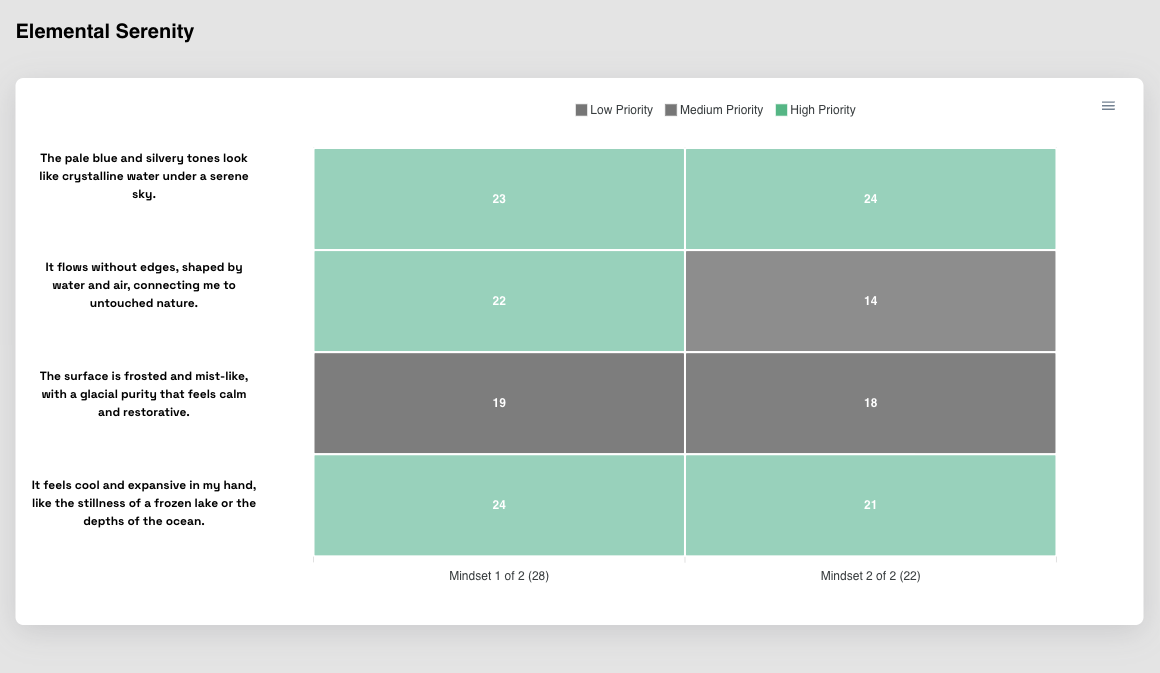 Elemental Serenity
Low Priority Medium Priority High Priority
The pale blue and silvery tones look
like crystalline water under a serene
sky.
23 24
It flows without edges, shaped by
water and air, connecting me to
untouched nature.
22 14
The surface is frosted and mist-like,
with a glacial purity that feels calm
and restorative.
19 18
It feels cool and expansive in my hand,
like the stillness of a frozen lake or the
depths of the ocean.
24 21
Mindset 1 of 2 (28) Mindset 2 of 2 (22)